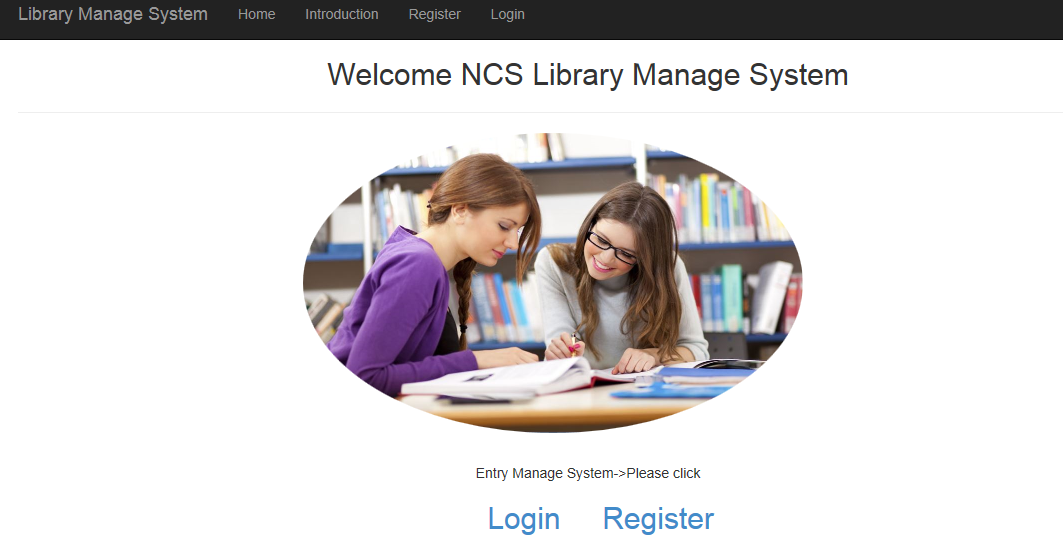 Library Manage System Home Introduction Register Login
Welcome NCS Library Manage System
Entry Manage System->Please click
Login Register